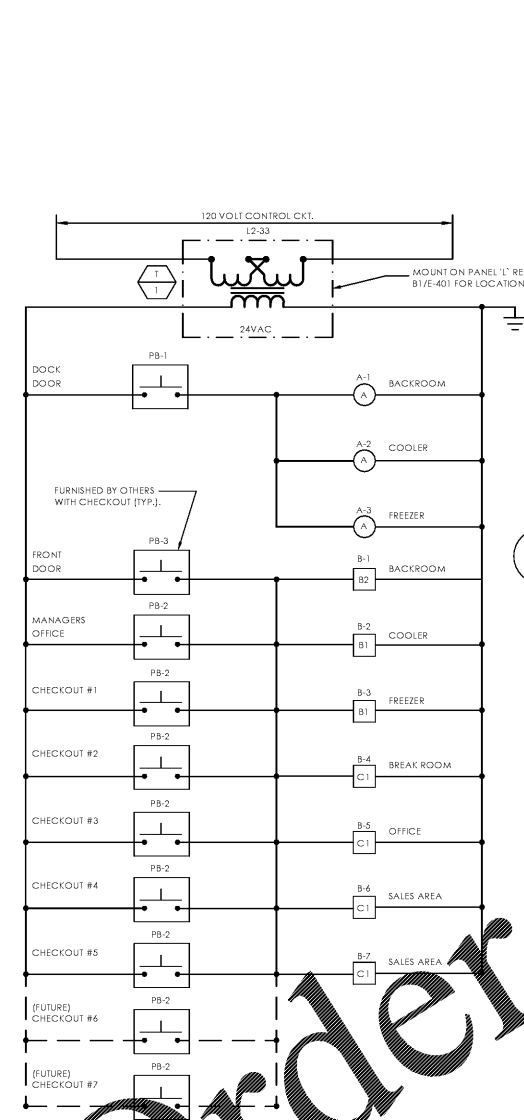 120 VOLT CONTROL CKT.
L2-33
T
1
MOUNT ON PANEL 'L' RE
B1/E-401 FOR LOCATION
24VAC
DOCK
DOOR
PB-1
A-1
A
BACKROOM
A-2
A
COOLER
A-3
A
FREEZER
FURNISHED BY OTHERS
WITH CHECKOUT (TYP.).
FRONT
DOOR
PB-3
B-1
B2
BACKROOM
MANAGERS
OFFICE
PB-2
B-2
B1
COOLER
CHECKOUT #1
PB-2
B-3
B1
FREEZER
CHECKOUT #2
PB-2
B-4
C1
BREAK ROOM
CHECKOUT #3
PB-2
B-5
C1
OFFICE
CHECKOUT #4
PB-2
B-6
C1
SALES AREA
CHECKOUT #5
PB-2
B-7
C1
SALES AREA
(FUTURE)
CHECKOUT #6
PB-2
(FUTURE)
CHECKOUT #7
PB-2
order